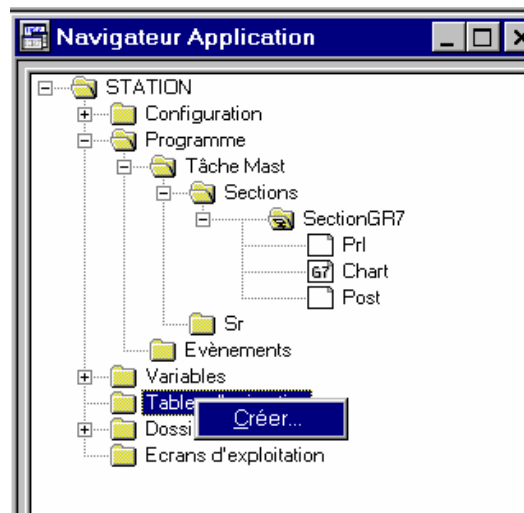 Navigateur Application
STATION
Configuration
Programme
Tâche Mast
Sections
SectionGR7
Prl
G7 Chart
Post
Sr
Evènements
Variables
Créer...
Ecrans d'exploitation